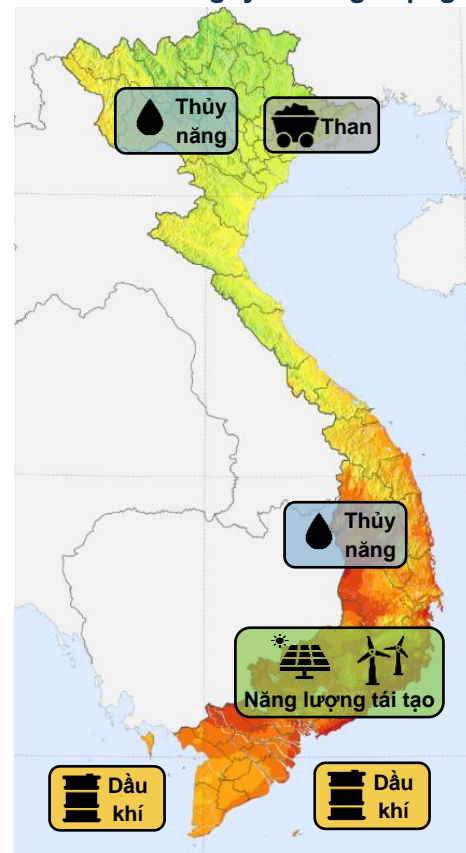 Thủy
năng
Than
Thủy
năng
Năng lượng tái tạo
Dầu
khí
Dầu
khí